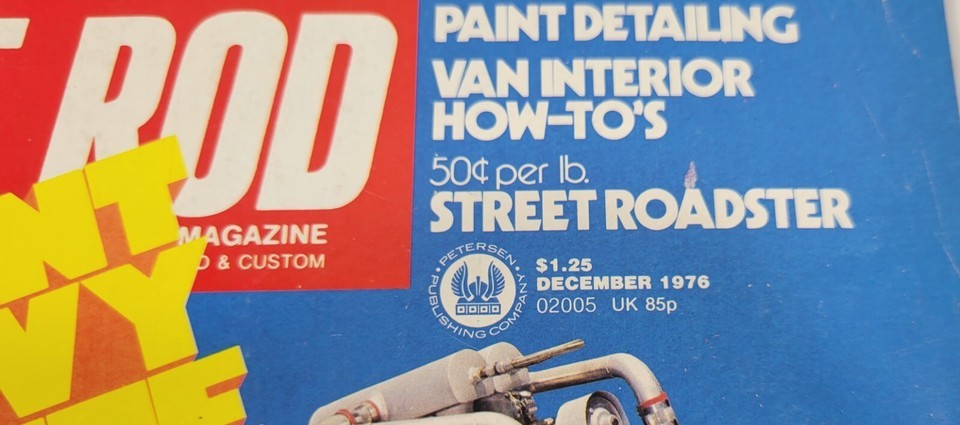 ROD
MAGAZINE
& CUSTOM
PAINT DETAILING
VAN INTERIOR
HOW-TO'S
50¢ per lb.
STREET ROADSTER
PETERSEN PUBLISHING COMPANY
$1.25
DECEMBER 1976
02005 UK 85p